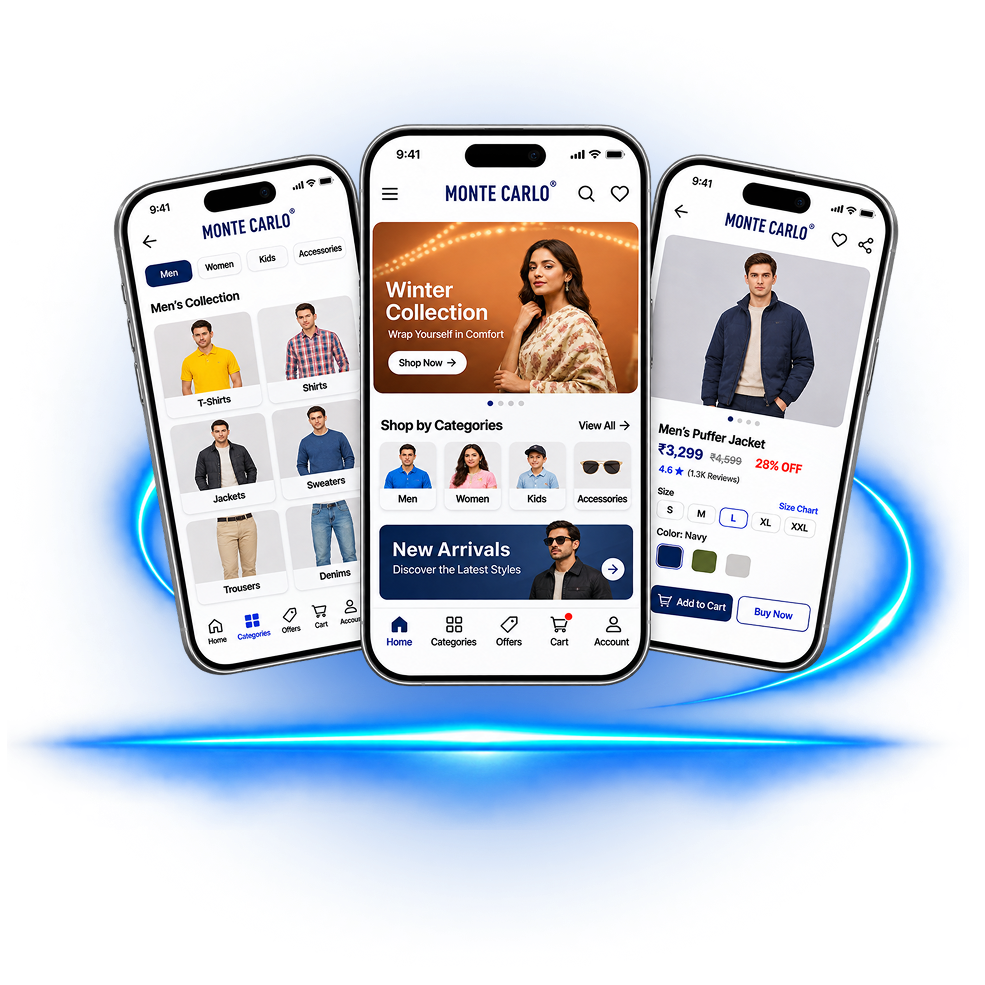 9:41
MONTE CARLO®
Men
Women
Kids
Accessories
Men's Collection
T-Shirts
Shirts
Jackets
Sweaters
Trousers
Denims
Home
Categories
Offers
Cart
Accoun
9:41
MONTE CARLO®
Winter
Collection
Wrap Yourself in Comfort
Shop Now →
Shop by Categories
View All →
Men
Women
Kids
Accessories
New Arrivals
Discover the Latest Styles
Home
Categories
Offers
Cart
Account
9:41
MONTE CARLO®
Men's Puffer Jacket
₹3,299 ₹4,599 28% OFF
4.6 ★ (1.3K Reviews)
Size
Size Chart
S M L XL XXL
Color: Navy
Add to Cart
Buy Now